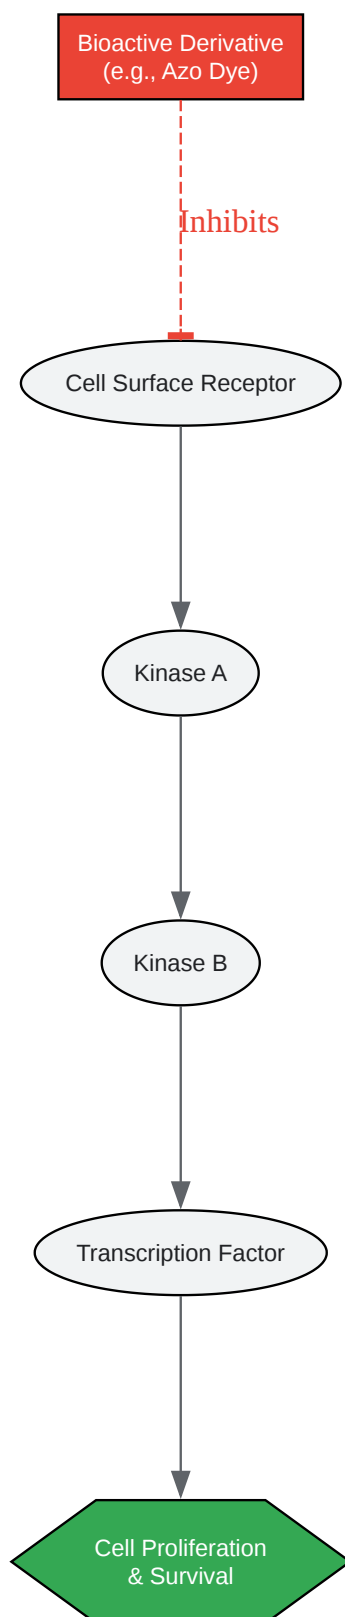 Bioactive Derivative
(e.g., Azo Dye)
Inhibits
Cell Surface Receptor
Kinase A
Kinase B
Transcription Factor
Cell Proliferation
& Survival